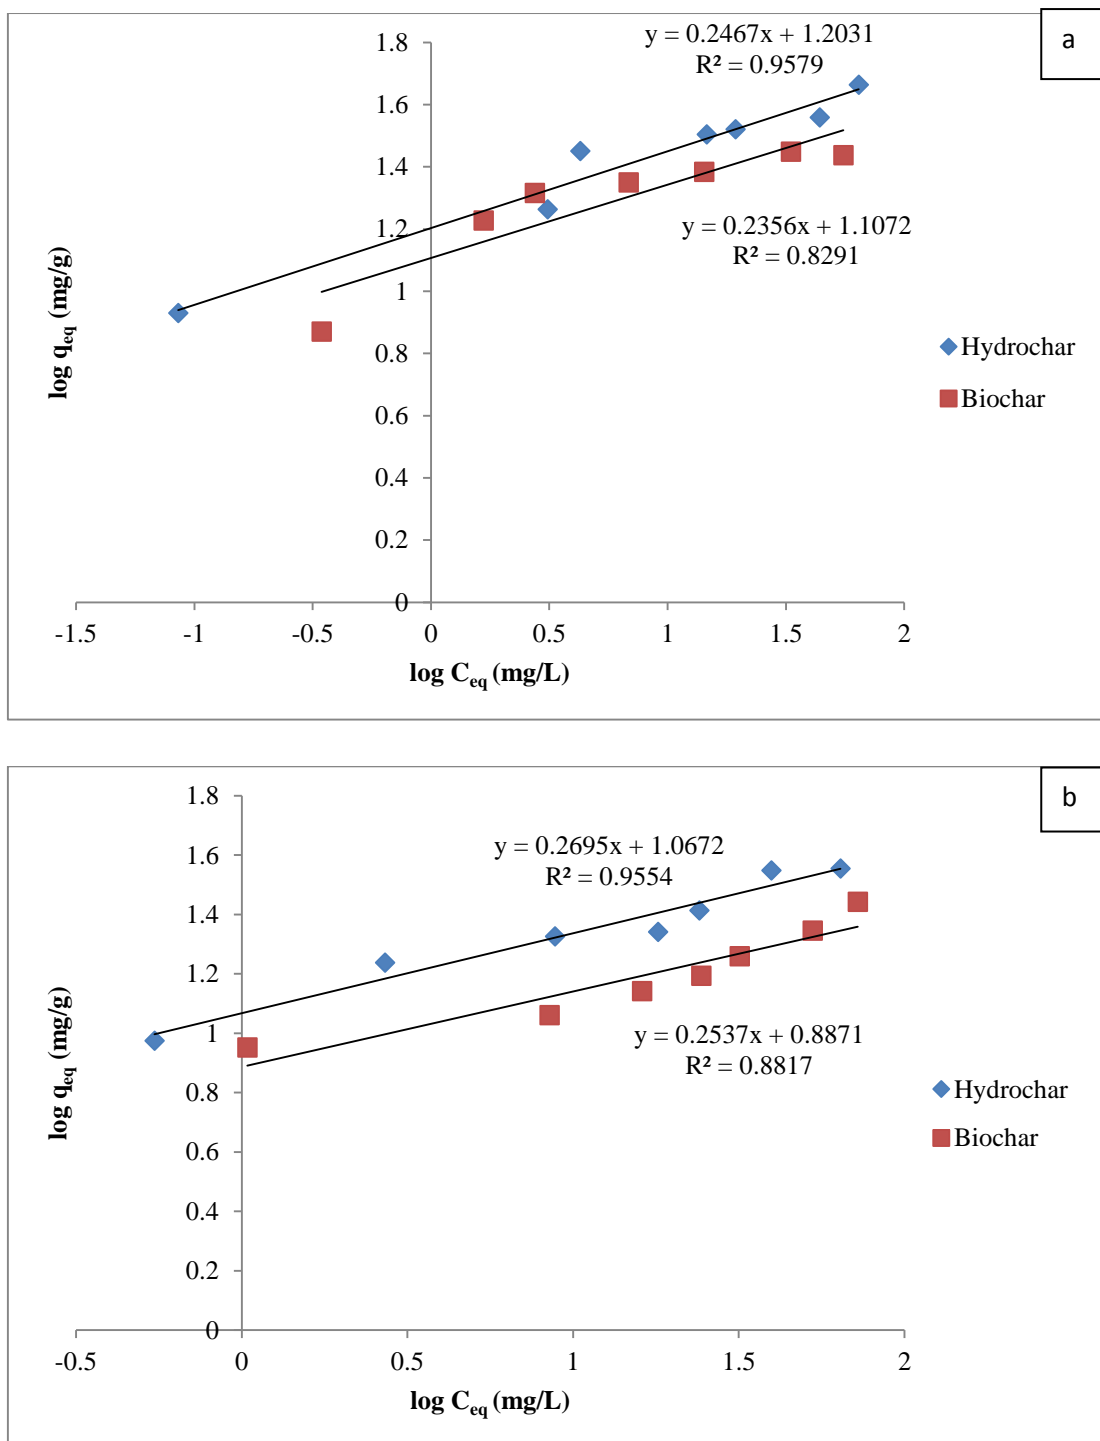 a
y = 0.2467x + 1.2031
R² = 0.9579
1.8
1.6
1.4
1.2
1
0.8
0.6
0.4
0.2
0
y = 0.2356x + 1.1072
R² = 0.8291
log qeq (mg/g)
Hydrochar
Biochar
-1.5 -1 -0.5 0 0.5 1 1.5 2
log Ceq (mg/L)
b
1.8
1.6
1.4
1.2
1
0.8
0.6
0.4
0.2
0
y = 0.2695x + 1.0672
R² = 0.9554
y = 0.2537x + 0.8871
R² = 0.8817
log qeq (mg/g)
Hydrochar
Biochar
-0.5 0 0.5 1 1.5 2
log Ceq (mg/L)